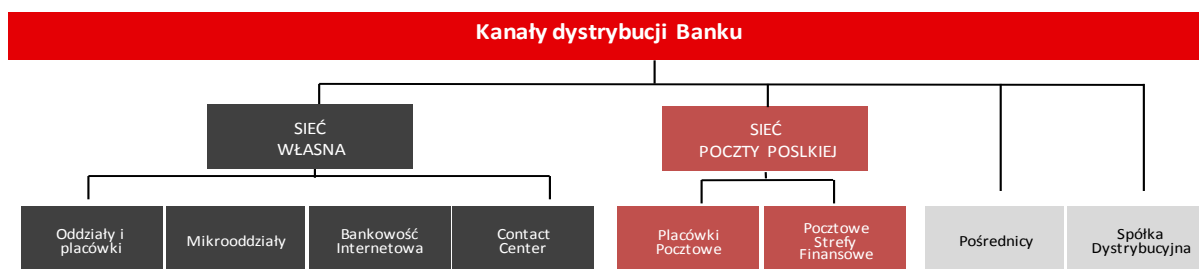 Kanały dystrybucji Banku
SIEĆ
WŁASNA
SIEĆ
POCZTY POSLKIEJ
Oddziały i
placówki
Mikrooddziały
Bankowość
Internetowa
Contact
Center
Placówki
Pocztowe
Pocztowe
Strefy
Finansowe
Pośrednicy
Spółka
Dystrybucyjna